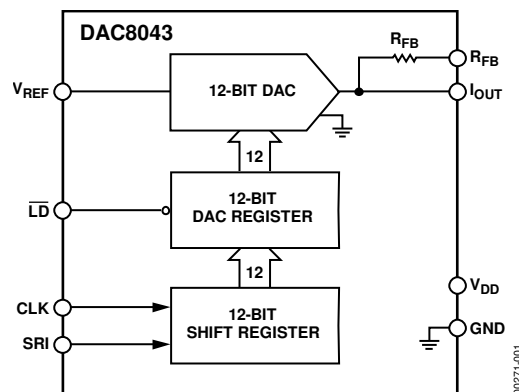 DAC8043
RFB
RFB
VREF
12-BIT DAC
IOUT
12
LD
12-BIT
DAC REGISTER
12
VDD
CLK
12-BIT
SHIFT REGISTER
GND
SRI
00271-001